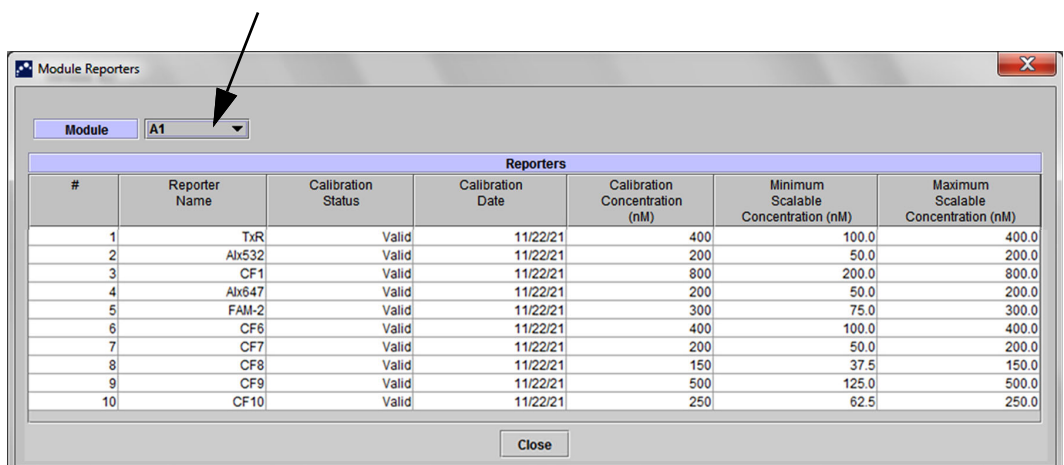 Module Reporters
X
Module A1
Reporters
# Reporter Name Calibration Status Calibration Date Calibration Concentration (nM) Minimum Scalable Concentration (nM) Maximum Scalable Concentration (nM)
1 TxR Valid 11/22/21 400 100.0 400.0
2 Alx532 Valid 11/22/21 200 50.0 200.0
3 CF1 Valid 11/22/21 800 200.0 800.0
4 Alx647 Valid 11/22/21 200 50.0 200.0
5 FAM-2 Valid 11/22/21 300 75.0 300.0
6 CF6 Valid 11/22/21 400 100.0 400.0
7 CF7 Valid 11/22/21 200 50.0 200.0
8 CF8 Valid 11/22/21 150 37.5 150.0
9 CF9 Valid 11/22/21 500 125.0 500.0
10 CF10 Valid 11/22/21 250 62.5 250.0
Close